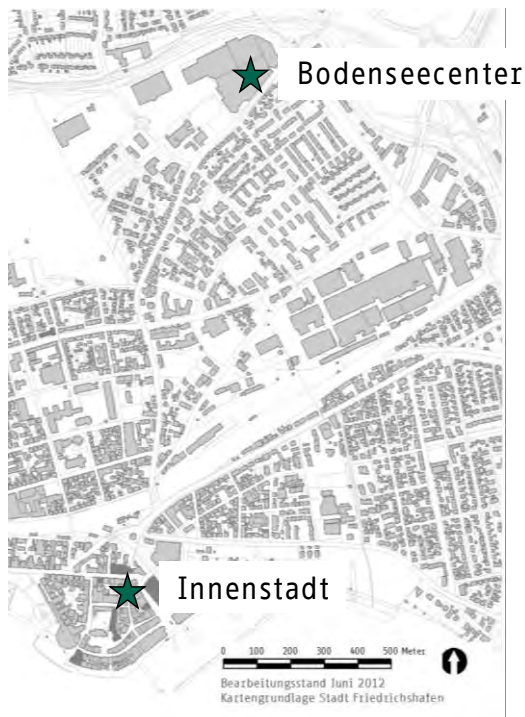 Bodenseecenter
Innenstadt
0 100 200 300 400 500 Meter
Bearbeitungsstand Juni 2012
Kartengrundlage Stadt Friedrichshafen